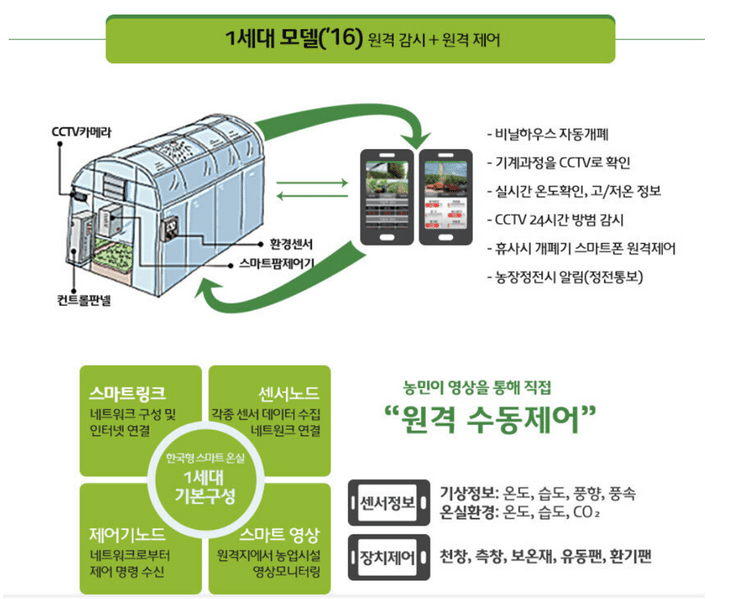 1세대 모델('16) 원격 감시 + 원격 제어
CCTV카메라
환경센서
스마트팜제어기
컨트롤판넬
- 비닐하우스 자동개폐
- 기계과정을 CCTV로 확인
- 실시간 온도확인, 고/저온 정보
- CCTV 24시간 방범 감시
- 휴사시 개폐기 스마트폰 원격제어
- 농장정전시 알림(정전통보)
스마트링크
네트워크 구성 및
인터넷 연결
센서노드
각종 센서 데이터 수집
네트원크 연결
한국형 스마트 온실
1세대
기본구성
제어기노드
네트워크로부터
제어 명령 수신
스마트 영상
원격지에서 농업시설
영상모니터링
농민이 영상을 통해 직접
“원격 수동제어”
센서정보
기상정보: 온도, 습도, 풍향, 풍속
온실환경: 온도, 습도, CO₂
장치제어
천창, 측창, 보온재, 유동팬, 환기팬